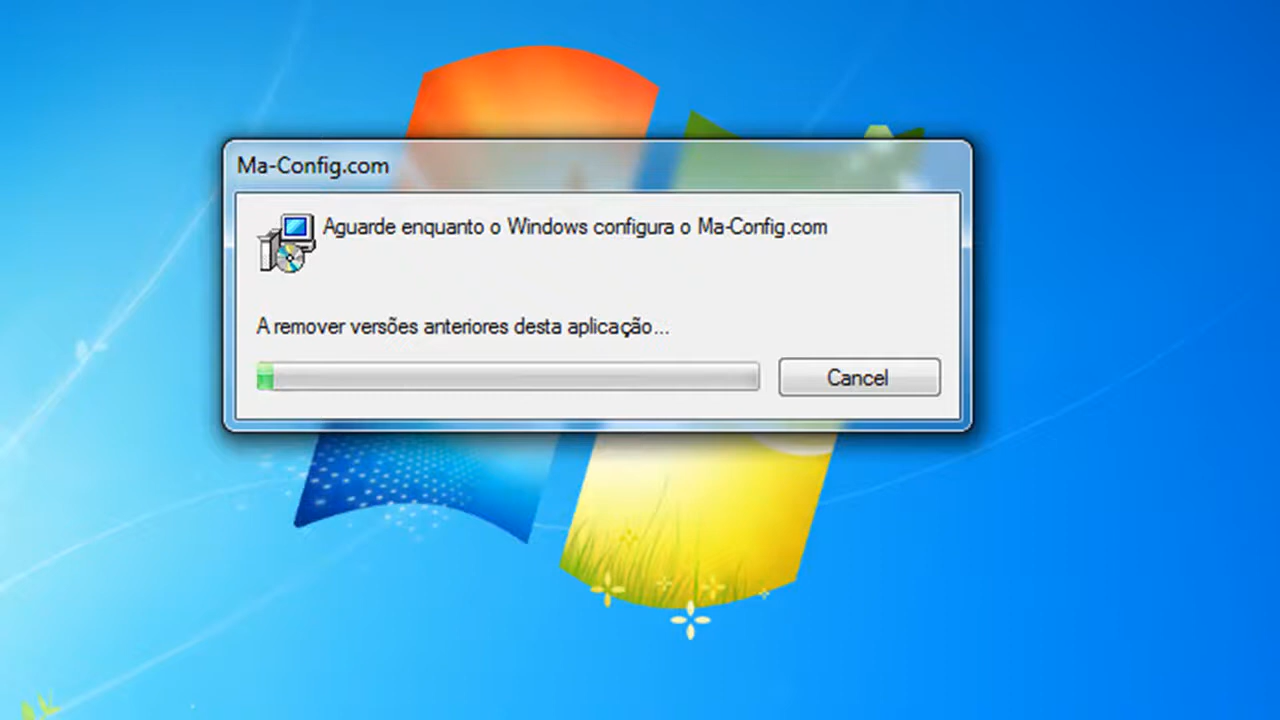 Ma-Config.com
Aguarde enquanto o Windows configura o Ma-Config.com
A remover versões anteriores desta aplicação...
Cancel